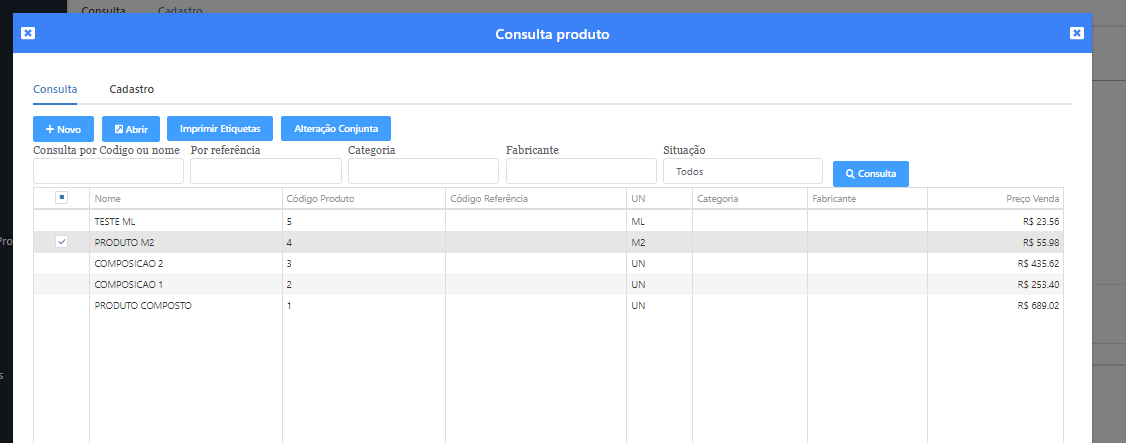 Consulta Cadastro
Consulta produto
Consulta Cadastro
Novo Abrir Imprimir Etiquetas Alteração Conjunta
Consulta por Codigo ou nome Por referência Categoria Fabricante Situação
Todos Consulta
Nome Código Produto Código Referência UN Categoria Fabricante Preço Venda
TESTE ML 5 ML R$ 23.56
PRODUTO M2 4 M2 R$ 55.98
COMPOSICAO 2 3 UN R$ 435.62
COMPOSICAO 1 2 UN R$ 253.40
PRODUTO COMPOSTO 1 UN R$ 689.02